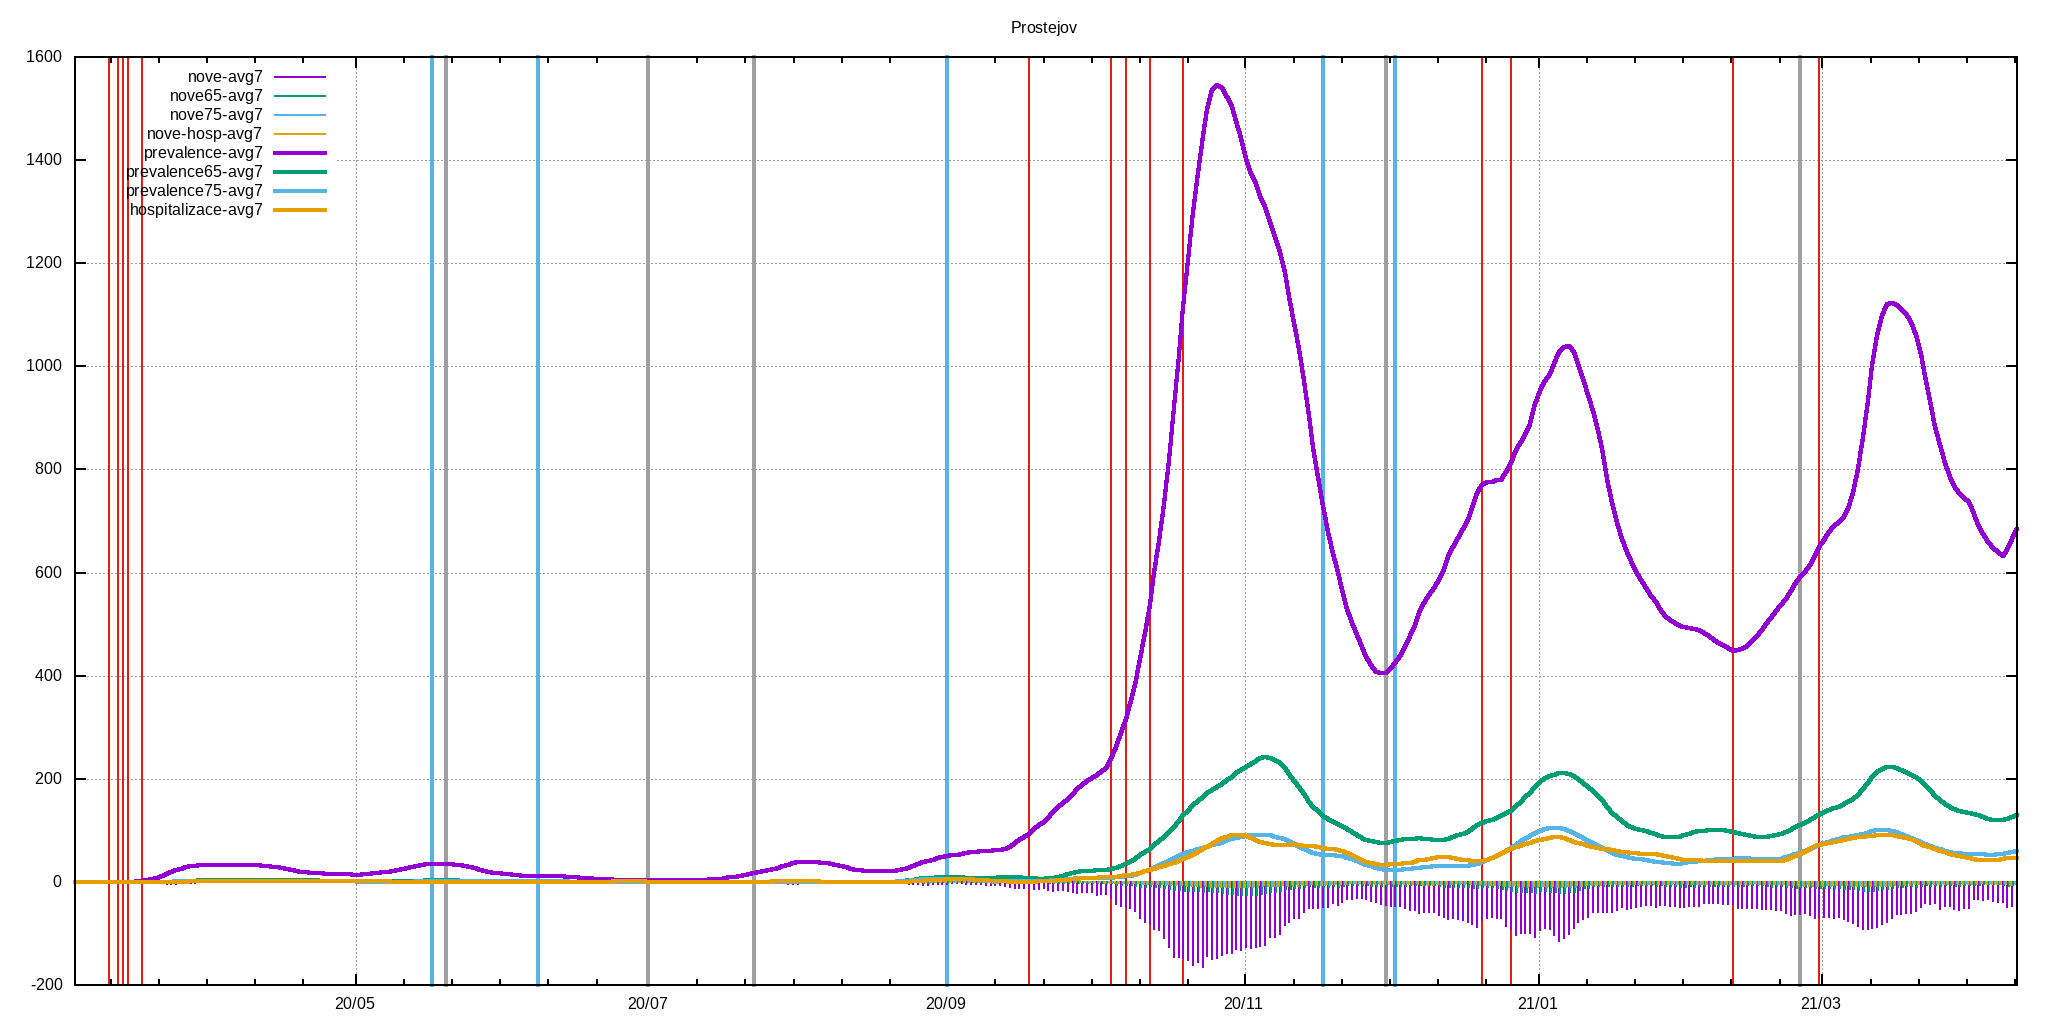 Prostejov
1600
1400
1200
1000
800
600
400
200
0
-200
nove-avg7
nove65-avg7
nove75-avg7
nove-hosp-avg7
prevalence-avg7
prevalence65-avg7
prevalence75-avg7
hospitalizace-avg7
20/05 20/07 20/09 20/11 21/01 21/03